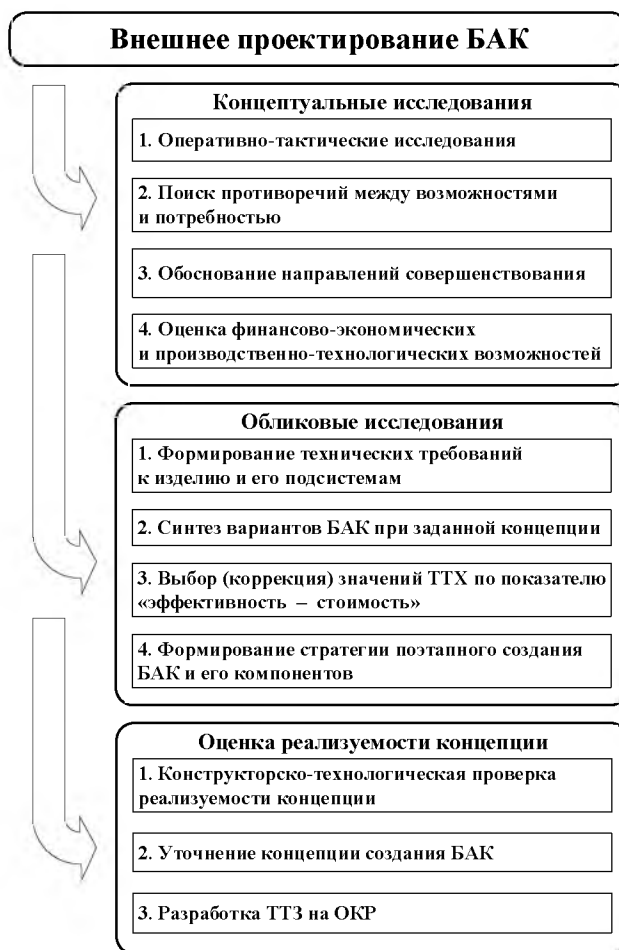 Внешнее проектирование БАК
Концептуальные исследования
1. Оперативно-тактические исследования
2. Поиск противоречий между возможностями
и потребностью
3. Обоснование направлений совершенствования
4. Оценка финансово-экономических
и производственно-технологических возможностей
Обликовые исследования
1. Формирование технических требований
к изделию и его подсистемам
2. Синтез вариантов БАК при заданной концепции
3. Выбор (коррекция) значений ТТХ по показателю
«эффективность – стоимость»
4. Формирование стратегии поэтапного создания
БАК и его компонентов
Оценка реализуемости концепции
1. Конструкторско-технологическая проверка
реализуемости концепции
2. Уточнение концепции создания БАК
3. Разработка ТТЗ на ОКР